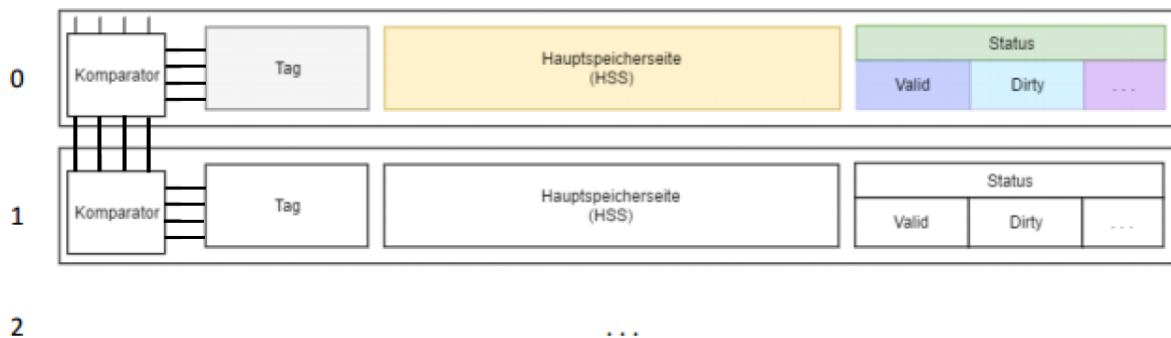 0
Komparator
Tag
Hauptspeicherseite
(HSS)
Status
Valid
Dirty
...
1
Komparator
Tag
Hauptspeicherseite
(HSS)
Status
Valid
Dirty
...
2
...